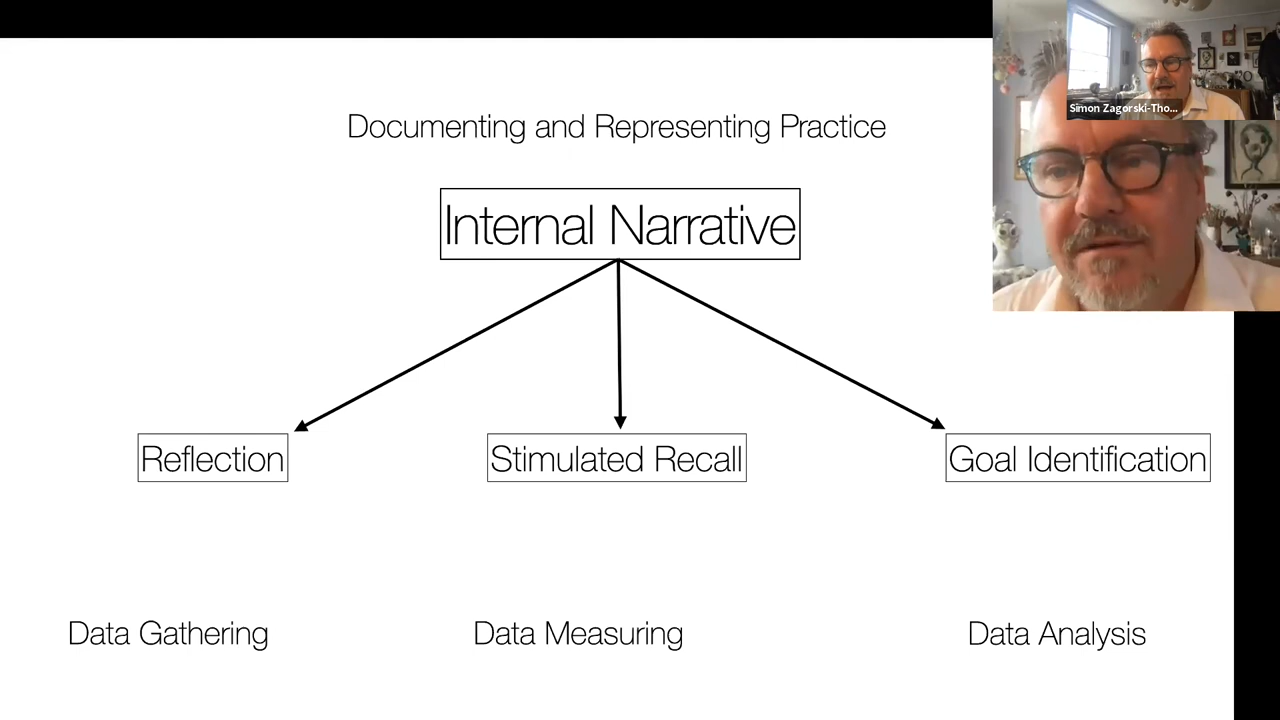 Documenting and Representing Practice
Simon Zagorski-Tho...
Internal Narrative
Reflection
Stimulated Recall
Goal Identification
Data Gathering
Data Measuring
Data Analysis